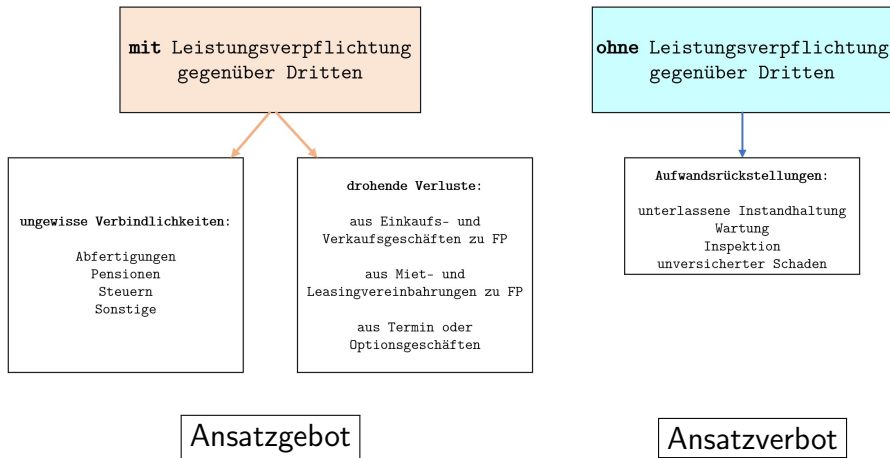 mit Leistungsverpflichtung
gegenüber Dritten
ohne Leistungsverpflichtung
gegenüber Dritten
ungewisse Verbindlichkeiten:
Abfertigungen
Pensionen
Steuern
Sonstige
drohende Verluste:
aus Einkaufs- und
Verkaufsgeschäften zu FP
aus Miet- und
Leasingvereinbahrungen zu FP
aus Termin oder
Optionsgeschäften
Aufwandsrückstellungen:
unterlassene Instandhaltung
Wartung
Inspektion
unversicherter Schaden
Ansatzgebot
Ansatzverbot